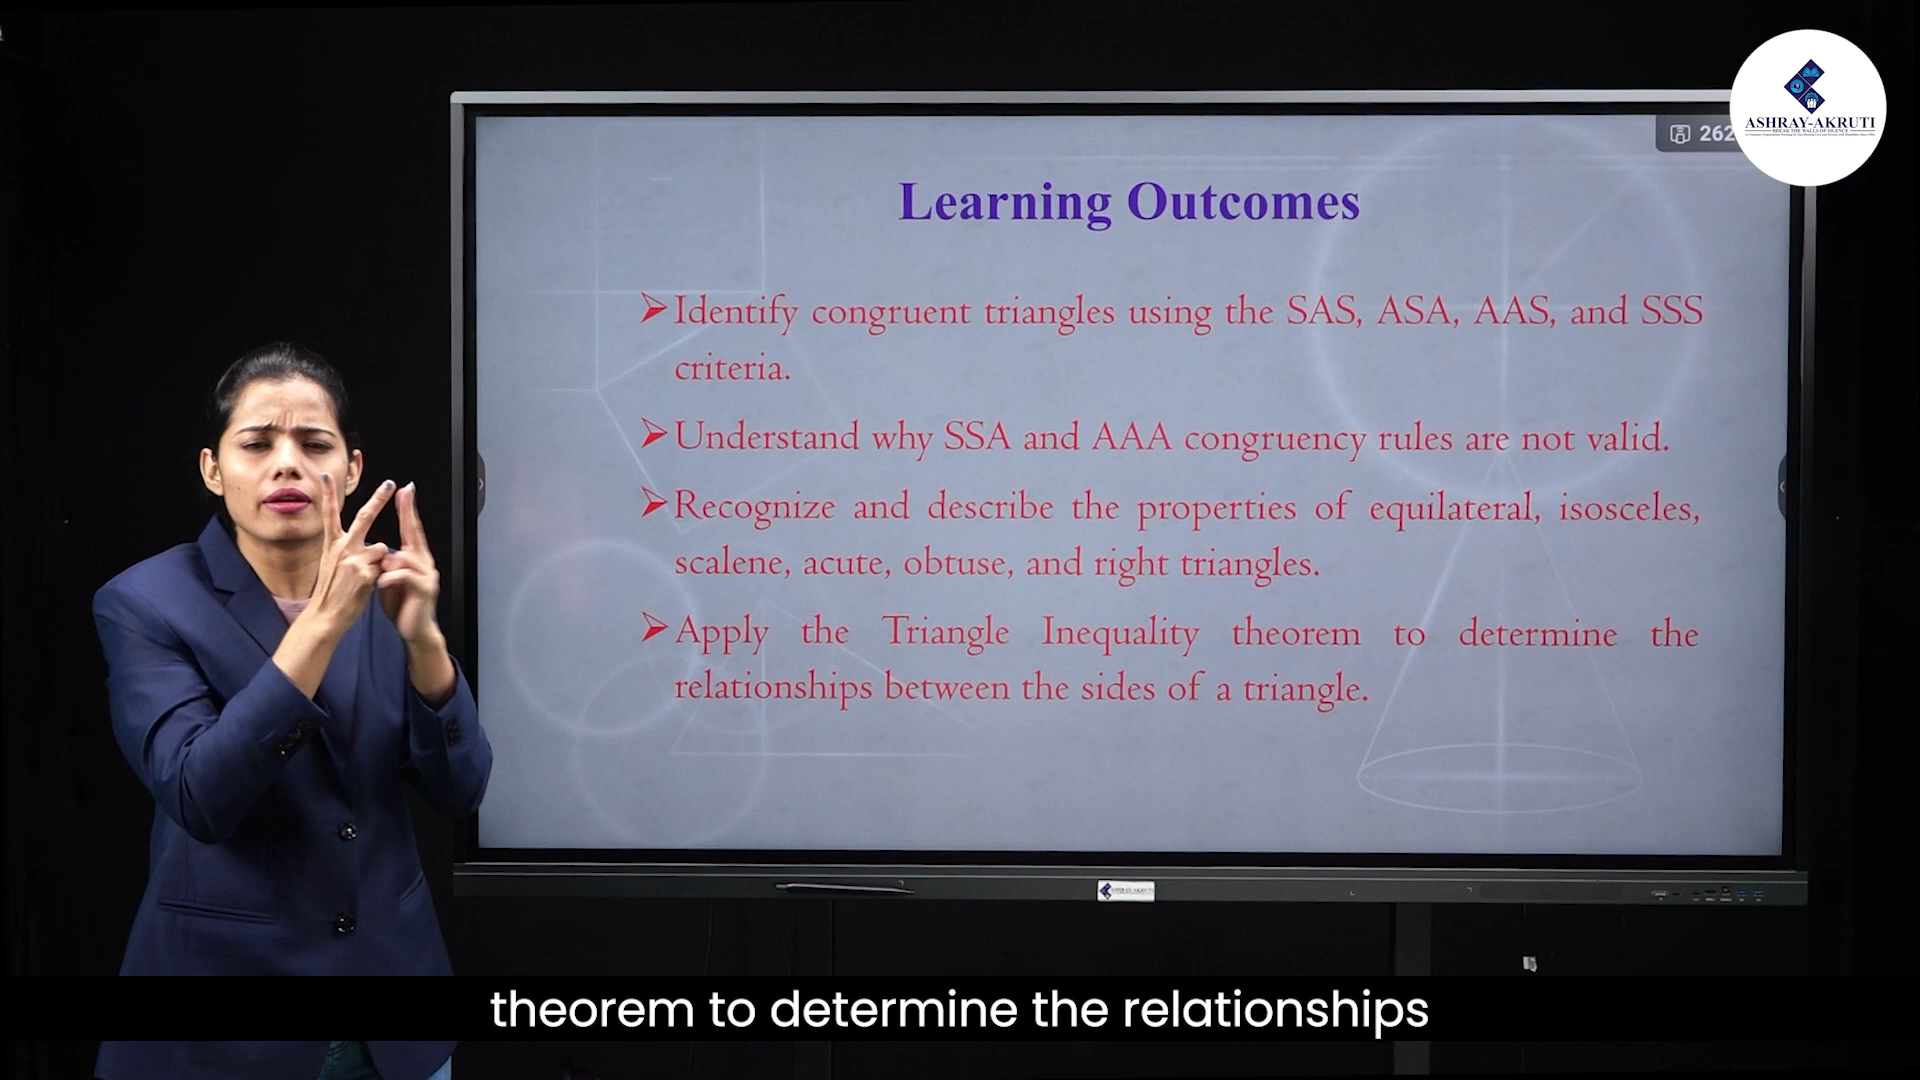 ASHRAY-AKRUTI
BREAK THE WALLS OF SILENCE
262
Learning Outcomes
➢Identify congruent triangles using the SAS, ASA, AAS, and SSS
criteria.
➢Understand why SSA and AAA congruency rules are not valid.
➢Recognize and describe the properties of equilateral, isosceles,
scalene, acute, obtuse, and right triangles.
➢Apply the Triangle Inequality theorem to determine the
relationships between the sides of a triangle.
ASHRAY-AKRUTI
theorem to determine the relationships